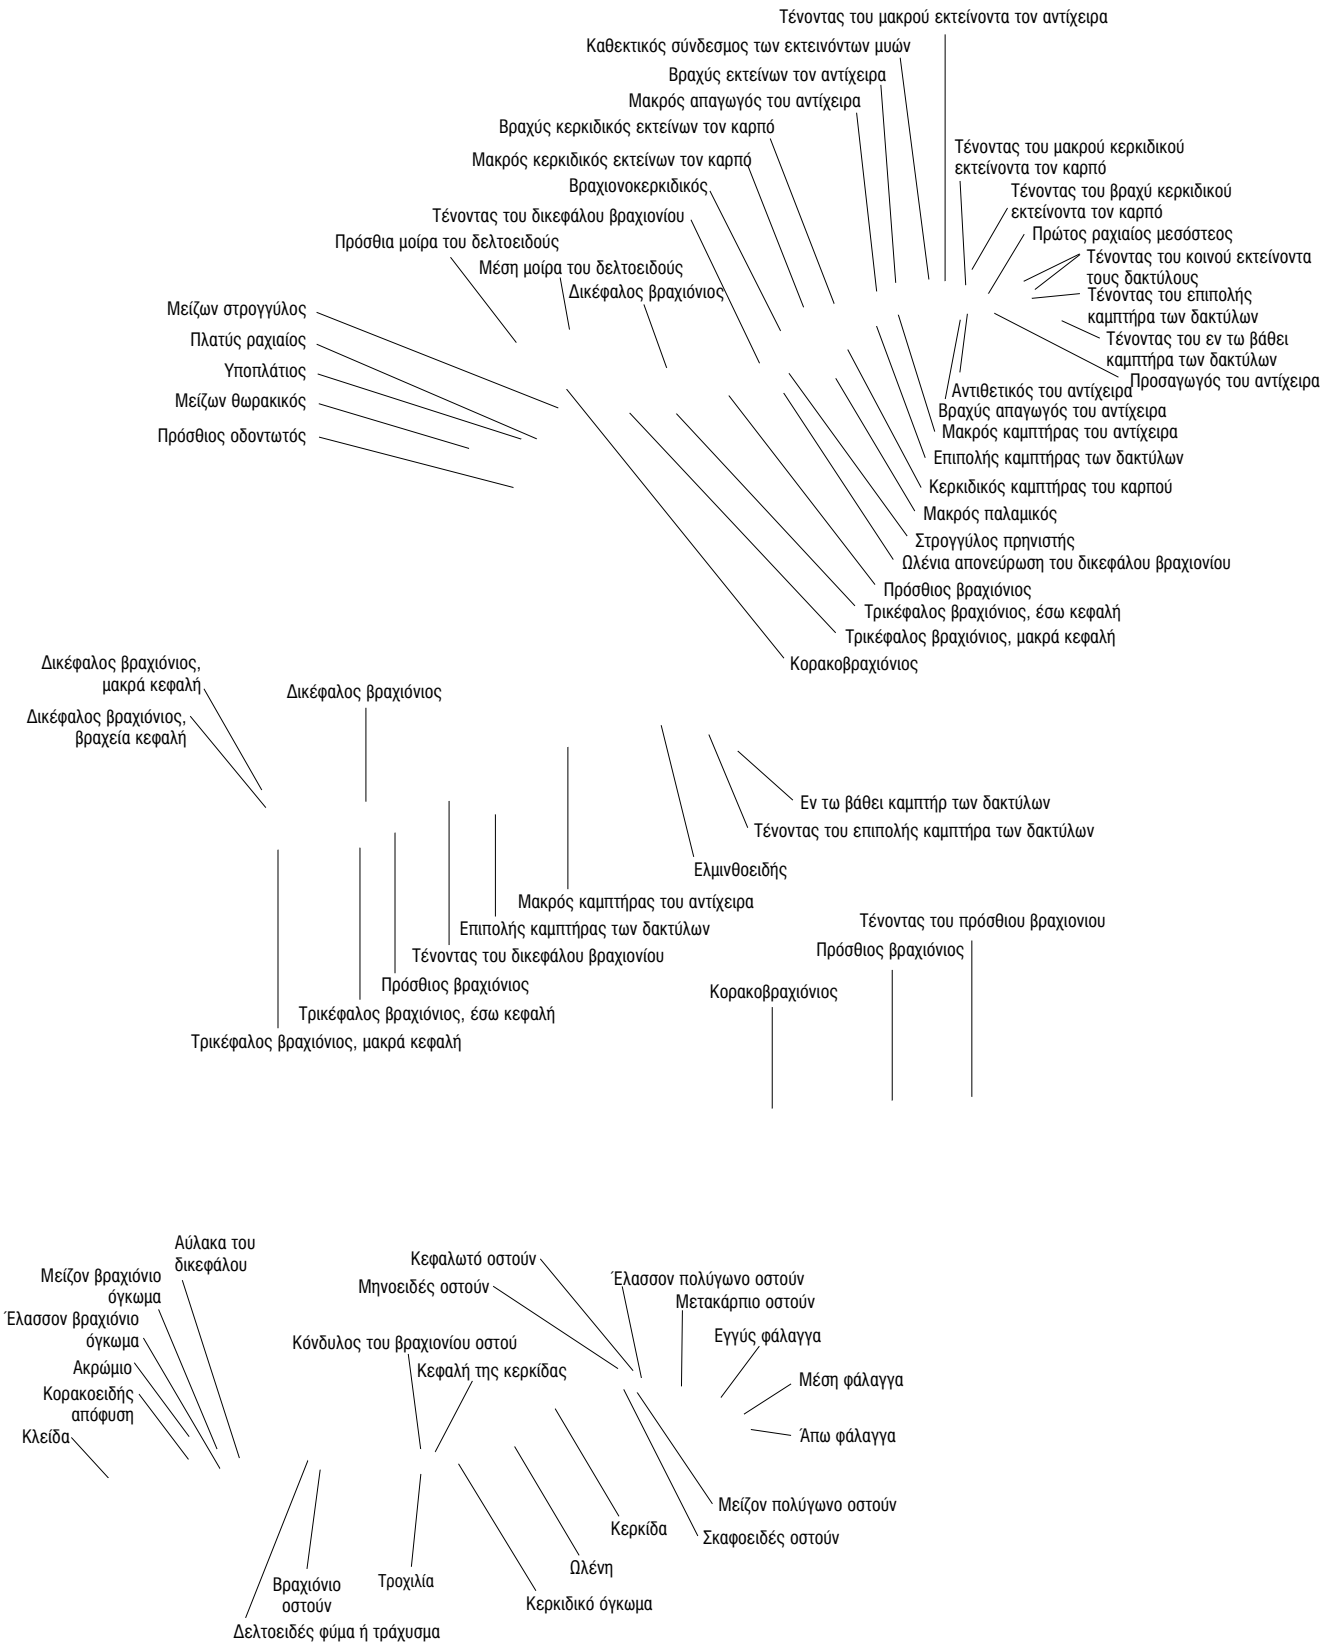 Τένοντας του μακρού εκτείνοντα τον αντίχειρα
Καθεκτικός σύνδεσμος των εκτεινόντων μυών
Βραχύς εκτείνων τον αντίχειρα
Μακρός απαγωγός του αντίχειρα
Βραχύς κερκιδικός εκτείνων τον καρπό
Μακρός κερκιδικός εκτείνων τον καρπό
Βραχιονοκερκιδικός
Τένοντας του δικεφάλου βραχιονίου
Πρόσθια μοίρα του δελτοειδούς
Μέση μοίρα του δελτοειδούς
Δικέφαλος βραχιόνιος
Τένοντας του μακρού κερκιδικού
εκτείνοντα τον καρπό
Τένοντας του βραχύ κερκιδικού
εκτείνοντα τον καρπό
Πρώτος ραχιαίος μεσόστεος
Τένοντας του κοινού εκτείνοντα
τους δακτύλους
Τένοντας του επιπολής
καμπτήρα των δακτύλων
Τένοντας του εν τω βάθει
καμπτήρα των δακτύλων
Προσαγωγός του αντίχειρα
Αντιθετικός του αντίχειρα
Βραχύς απαγωγός του αντίχειρα
Μακρός καμπτήρας του αντίχειρα
Επιπολής καμπτήρας των δακτύλων
Κερκιδικός καμπτήρας του καρπού
Μακρός παλαμικός
Στρογγύλος πρηνιστής
Ωλένια απονεύρωση του δικεφάλου βραχιονίου
Πρόσθιος βραχιόνιος
Τρικέφαλος βραχιόνιος, έσω κεφαλή
Τρικέφαλος βραχιόνιος, μακρά κεφαλή
Κορακοβραχιόνιος
Μείζων στρογγύλος
Πλατύς ραχιαίος
Υποπλάτιος
Μείζων θωρακικός
Πρόσθιος οδοντωτός
Δικέφαλος βραχιόνιος,
μακρά κεφαλή
Δικέφαλος βραχιόνιος,
βραχεία κεφαλή
Δικέφαλος βραχιόνιος
Εν τω βάθει καμπτήρ των δακτύλων
Τένοντας του επιπολής καμπτήρα των δακτύλων
Ελμινθοειδής
Μακρός καμπτήρας του αντίχειρα
Επιπολής καμπτήρας των δακτύλων
Τένοντας του δικεφάλου βραχιονίου
Πρόσθιος βραχιόνιος
Τρικέφαλος βραχιόνιος, έσω κεφαλή
Τρικέφαλος βραχιόνιος, μακρά κεφαλή
Τένοντας του πρόσθιου βραχιονιου
Πρόσθιος βραχιόνιος
Κορακοβραχιόνιος
Αύλακα του
δικεφάλου
Μείζον βραχιόνιο
όγκωμα
Έλασσον βραχιόνιο
όγκωμα
Ακρώμιο
Κορακοειδής
απόφυση
Κλείδα
Κεφαλωτό οστούν
Μηνοειδές οστούν
Κόνδυλος του βραχιονίου οστού
Κεφαλή της κερκίδας
Έλασσον πολύγωνο οστούν
Μετακάρπιο οστούν
Εγγύς φάλαγγα
Μέση φάλαγγα
Άπω φάλαγγα
Μείζον πολύγωνο οστούν
Σκαφοειδές οστούν
Κερκίδα
Ωλένη
Κερκιδικό όγκωμα
Τροχιλία
Βραχιόνιο
οστούν
Δελτοειδές φύμα ή τράχυσμα